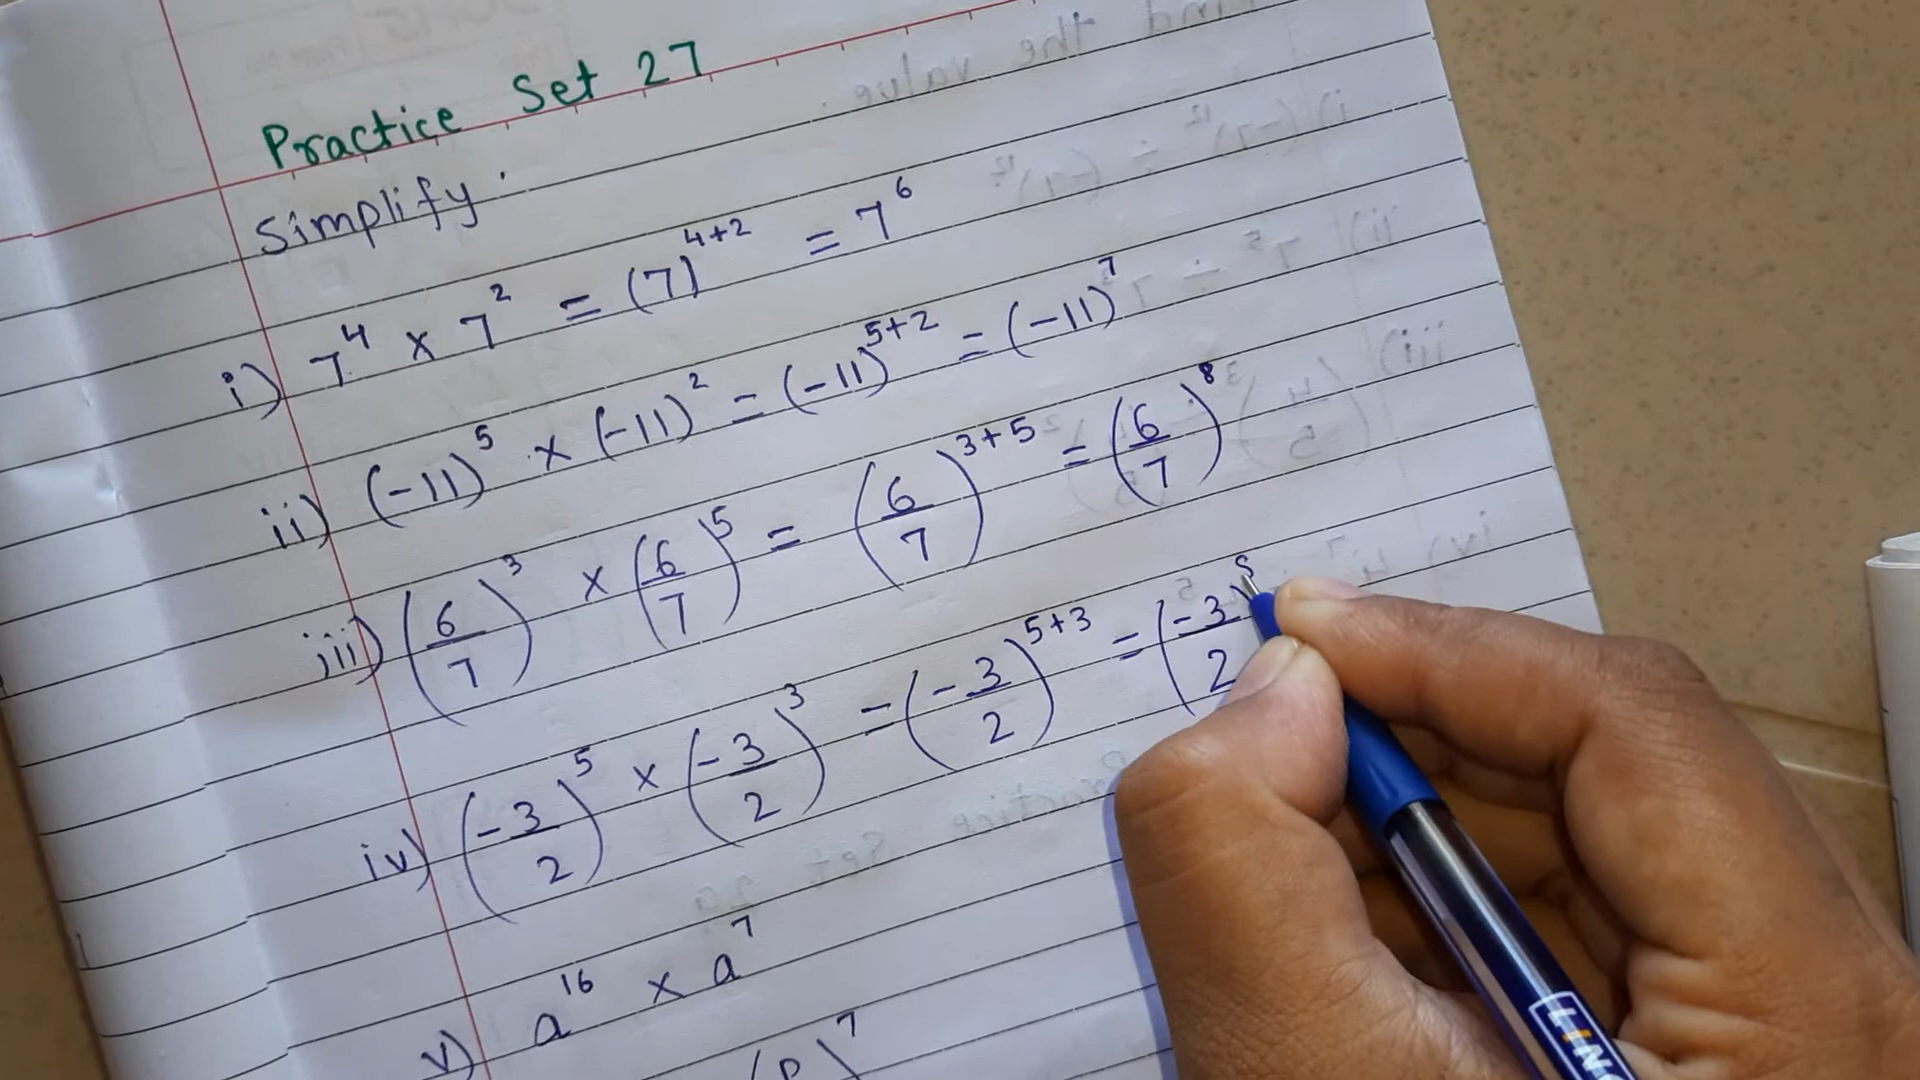 Practice Set 27
Simplify.
i) 7⁴ × 7² = (7)⁴⁺² = 7⁶
ii) (-11)⁵ × (-11)² = (-11)⁵⁺² = (-11)⁷
iii) (6/7)³ × (6/7)⁵ = (6/7)³⁺⁵ = (6/7)⁸
iv) (-3/2)⁵ × (-3/2)³ = (-3/2)⁵⁺³ = (-3/2)
v) a¹⁶ × a⁷